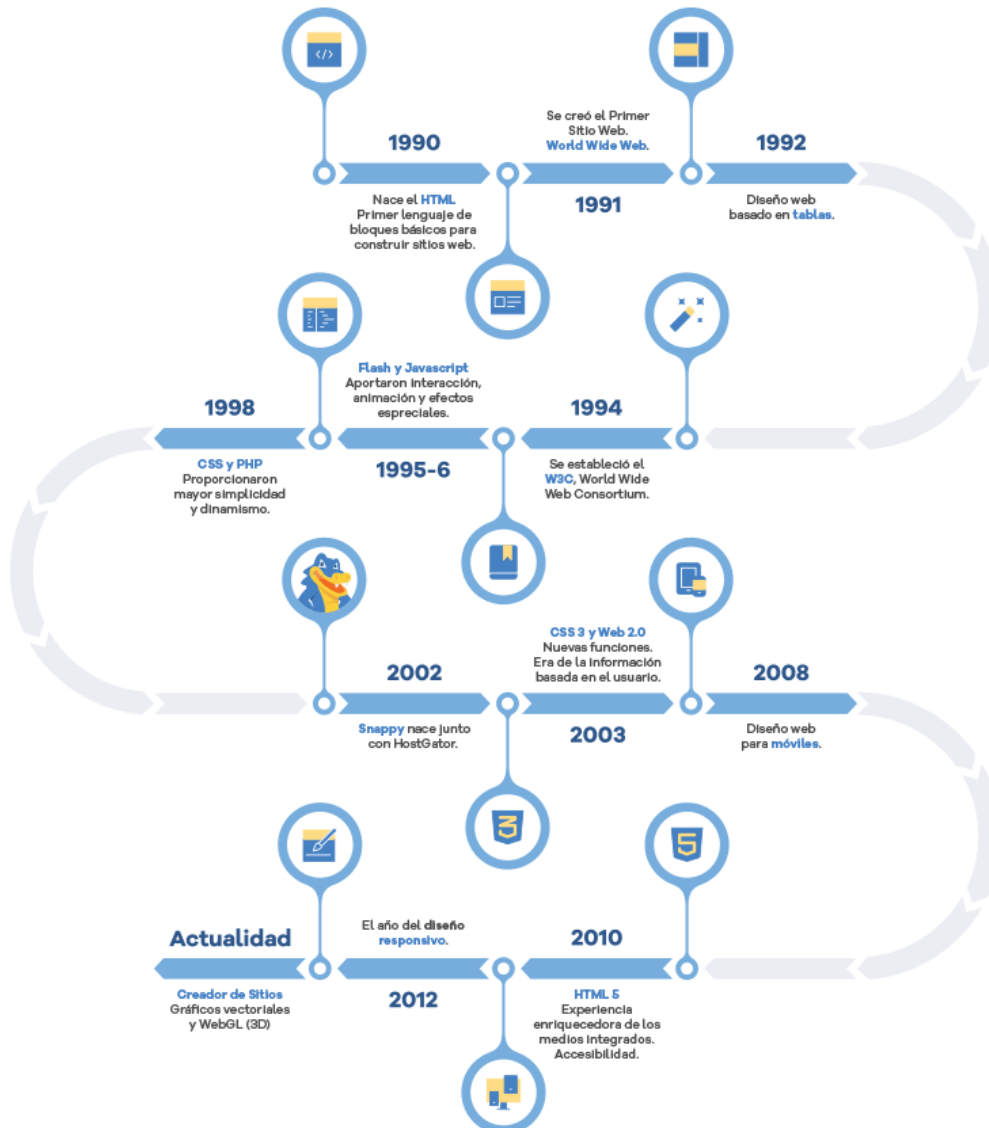 </>
1990
Nace el HTML
Primer lenguaje de
bloques básicos para
construir sitios web.
Se creó el Primer
Sitio Web.
World Wide Web.
1991
1992
Diseño web
basado en tablas.
1994
Se estableció el
W3C, World Wide
Web Consortium.
Flash y Javascript
Aportaron interacción,
animación y efectos
espreciales.
1995-6
1998
CSS y PHP
Proporcionaron
mayor simplicidad
y dinamismo.
2002
Snappy nace junto
con HostGator.
CSS 3 y Web 2.0
Nuevas funciones.
Era de la información
basada en el usuario.
2003
3
2008
Diseño web
para móviles.
5
2010
HTML 5
Experiencia
enriquecedora de los
medios integrados.
Accesibilidad.
El año del diseño
responsivo.
2012
Actualidad
Creador de Sitios
Gráficos vectoriales
y WebGL (3D)